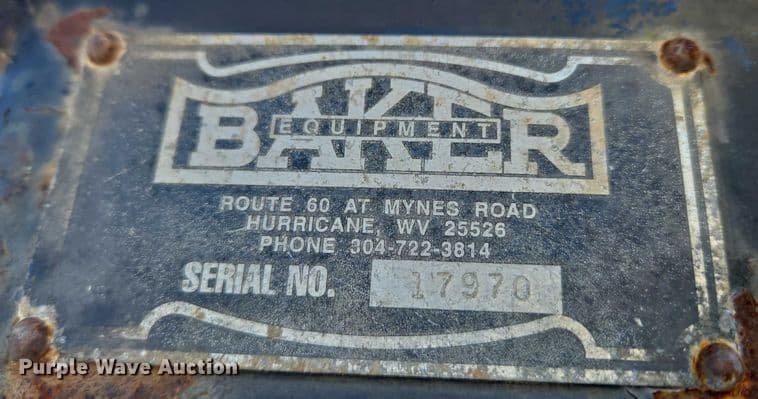 BAKER
EQUIPMENT
ROUTE 60 AT MYNES ROAD
HURRICANE, WV 25526
PHONE 304-722-3814
SERIAL NO. 17970
Purple Wave Auction